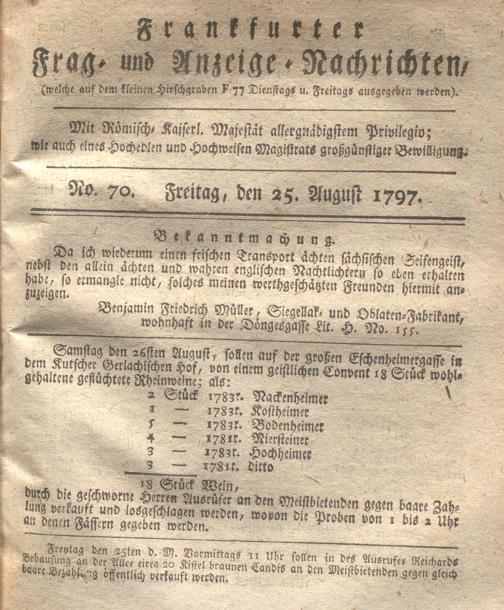 Frankfurter
Frag- und Anzeige-Nachrichten,
(welche auf dem kleinen Hirschgraben F 77 Dienstags u. Freitags ausgegeben werden).
Mit Römisch-Kaiserl. Majestät allergnädigstem Privilegio;
wie auch eines Hochedlen und Hochweisen Magistrats großgünstiger Bewilligung.
No. 70. Freitag, den 25. August 1797.
Bekanntmachung.
Da ich wiederum einen frischen Transport ächten sächsischen Seifengeist,
nebst den allein ächten und wahren englischen Nachtlichtern so eben erhalten
habe, so ermangle nicht, solches meinen werthgeschätzten Freunden hiermit an-
zuzeigen.
Benjamin Friedrich Müller, Siegellak- und Oblaten-Fabrikant,
wohnhaft in der Döngesgasse Lit. H. No. 155.
Samstag den 26sten August, sollen auf der großen Eschenheimergasse in
dem Kutscher Gerlachischen Hof, von einem geistlichen Convent 18 Stück wohl-
gehaltene geflüchtete Rheinweine; als:
2 Stück 1783r. Nackenheimer
1 — 1783r. Kostheimer
5 — 1783r. Bodenheimer
4 — 1781r. Niersteiner
3 — 1783r. Hochheimer
3 — 1781r. ditto
18 Stück Wein,
durch die geschworne Herren Ausrüfer an den Meistbietenden gegen baare Zah-
lung verkauft und losgeschlagen werden, wovon die Proben von 1 bis 2 Uhr
an denen Fässern gegeben werden.
Freytag den 25ten d. M. Vormittags 11 Uhr sollen in des Ausrufes Reichards
Behausung an der Allee circa 20 Kistel braunen Candis an den Meistbietenden gegen gleich
baare Bezahlung öffentlich verkauft werden.